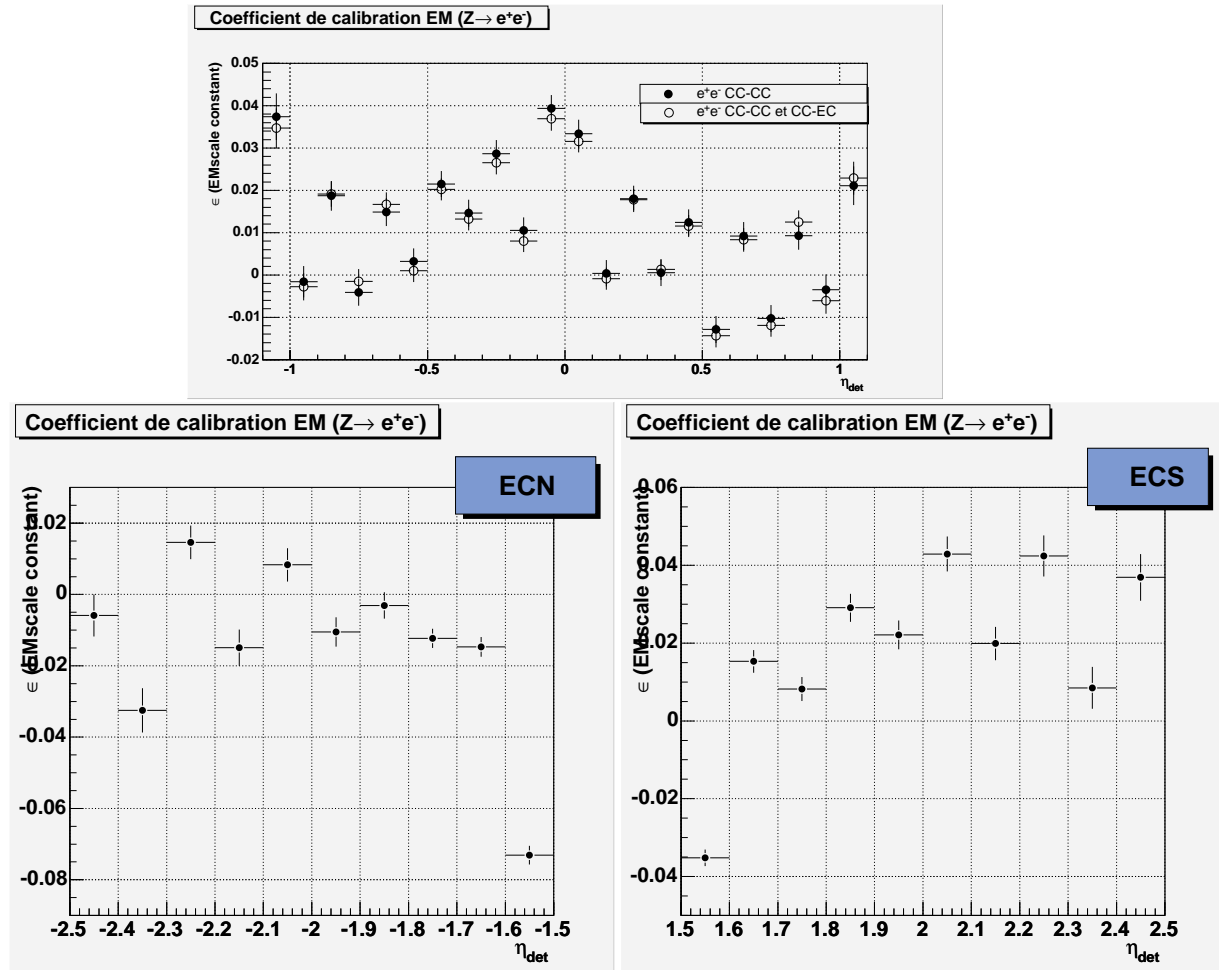 Coefficient de calibration EM (Z→ e⁺e⁻)
∈ (EMscale constant)
0.05
0.04
0.03
0.02
0.01
0
-0.01
-0.02
e⁺e⁻ CC-CC
e⁺e⁻ CC-CC et CC-EC
-1 -0.5 0 0.5 1
η_det
Coefficient de calibration EM (Z→ e⁺e⁻)
ECN
∈ (EMscale constant)
0.02
0
-0.02
-0.04
-0.06
-0.08
-2.5 -2.4 -2.3 -2.2 -2.1 -2 -1.9 -1.8 -1.7 -1.6 -1.5
η_det
Coefficient de calibration EM (Z→ e⁺e⁻)
ECS
∈ (EMscale constant)
0.06
0.04
0.02
0
-0.02
-0.04
1.5 1.6 1.7 1.8 1.9 2 2.1 2.2 2.3 2.4 2.5
η_det